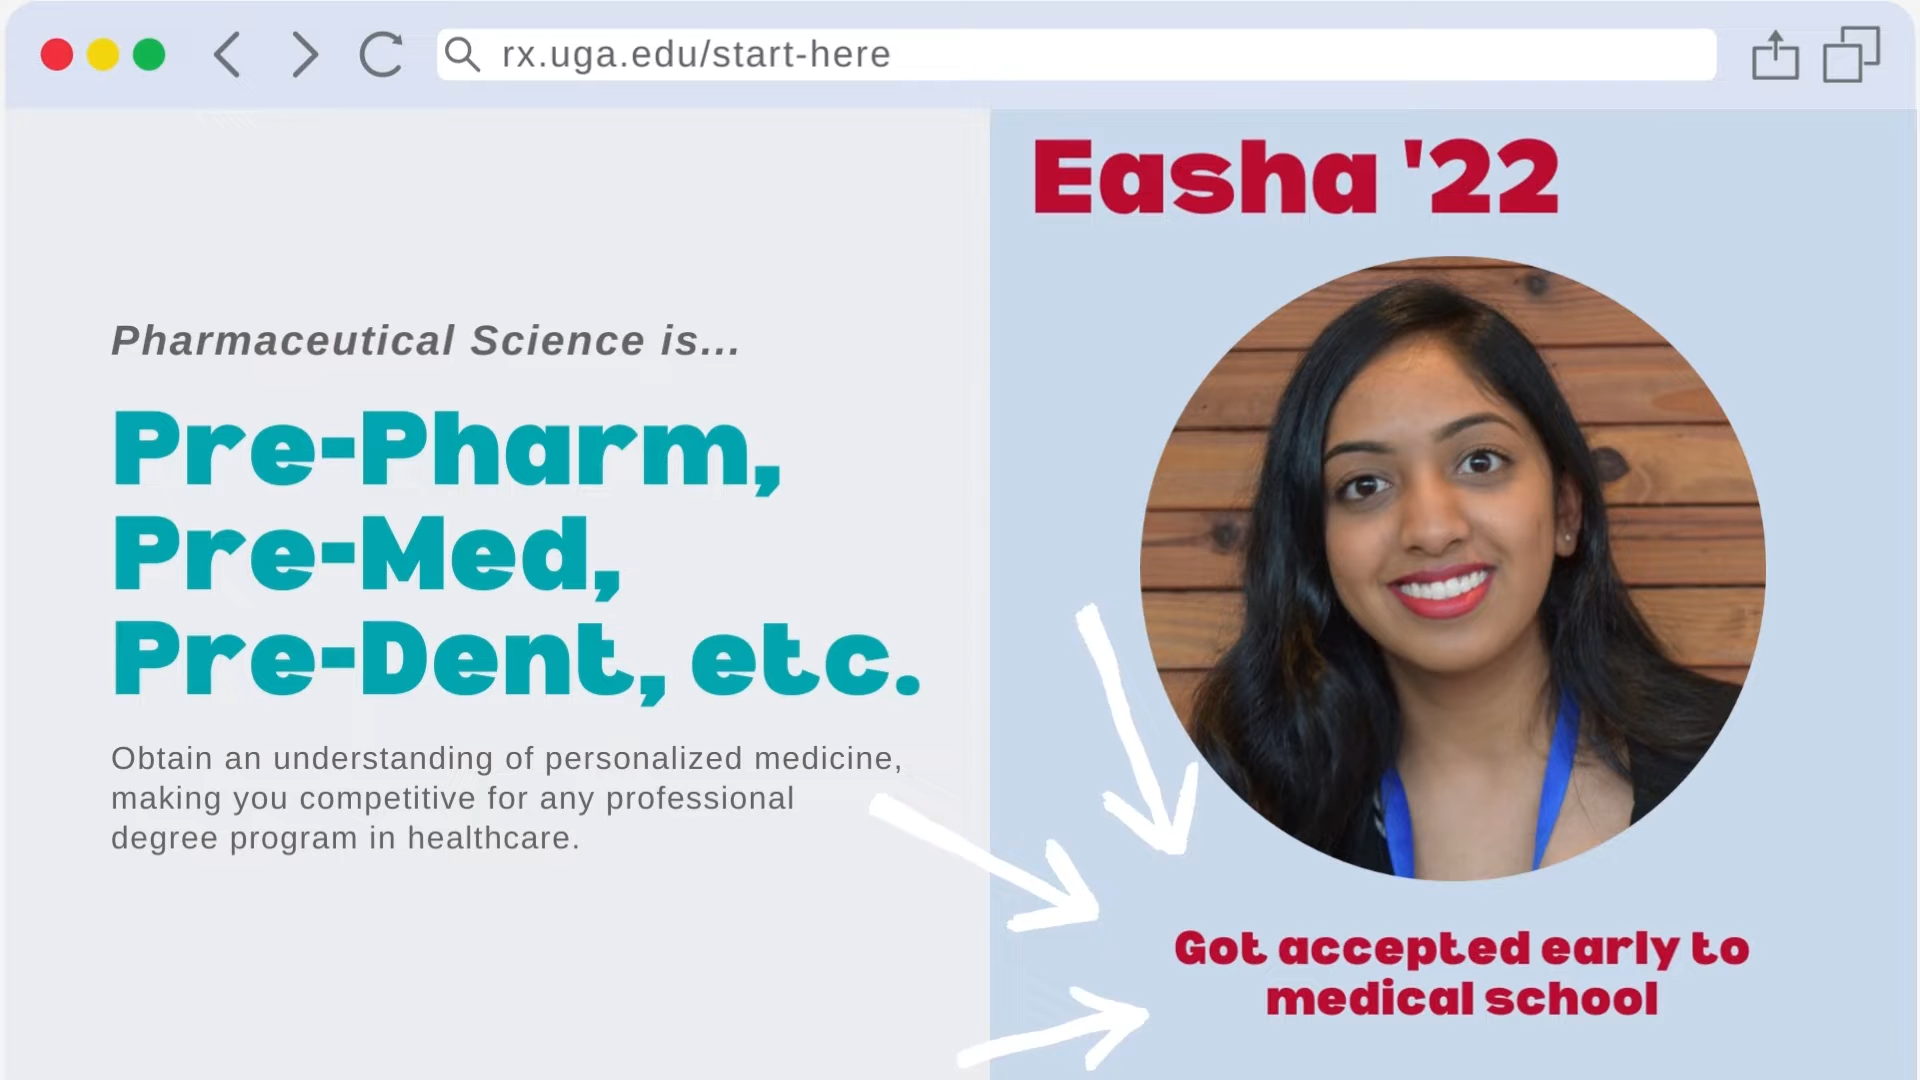 rx.uga.edu/start-here
Pharmaceutical Science is...
Pre-Pharm,
Pre-Med,
Pre-Dent, etc.
Obtain an understanding of personalized medicine,
making you competitive for any professional
degree program in healthcare.
Easha '22
Got accepted early to
medical school